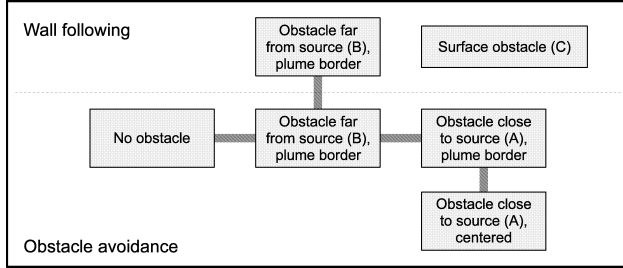 Wall following
Obstacle far
from source (B),
plume border
Surface obstacle (C)
No obstacle
Obstacle far
from source (B),
plume border
Obstacle close
to source (A),
plume border
Obstacle close
to source (A),
centered
Obstacle avoidance